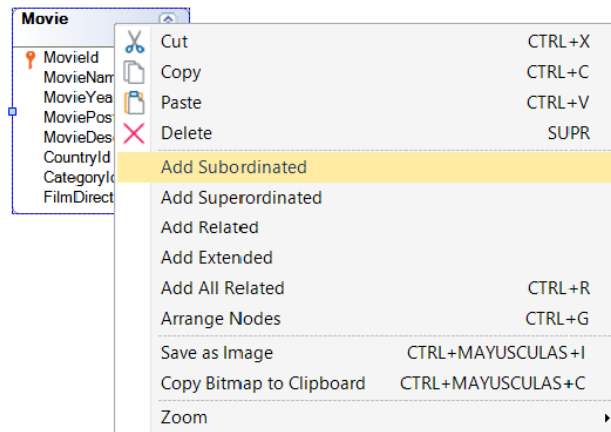 Movie
MovieId
MovieNam
MovieYea
MoviePos
MovieDes
CountryId
CategoryId
FilmDirect
Cut CTRL+X
Copy CTRL+C
Paste CTRL+V
Delete SUPR
Add Subordinated
Add Superordinated
Add Related
Add Extended
Add All Related CTRL+R
Arrange Nodes CTRL+G
Save as Image CTRL+MAYUSCULAS+I
Copy Bitmap to Clipboard CTRL+MAYUSCULAS+C
Zoom